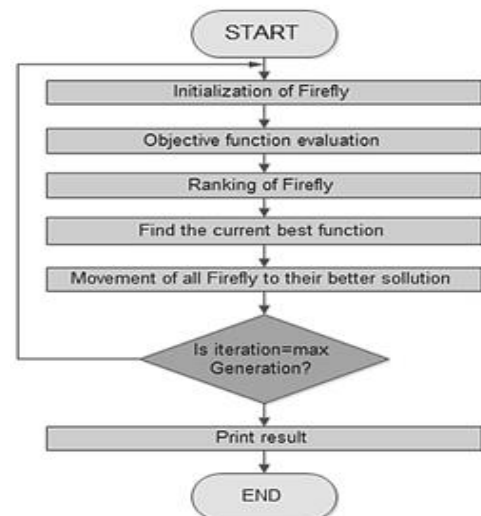 START
Initialization of Firefly
Objective function evaluation
Ranking of Firefly
Find the current best function
Movement of all Firefly to their better sollution
Is iteration=max
Generation?
Print result
END